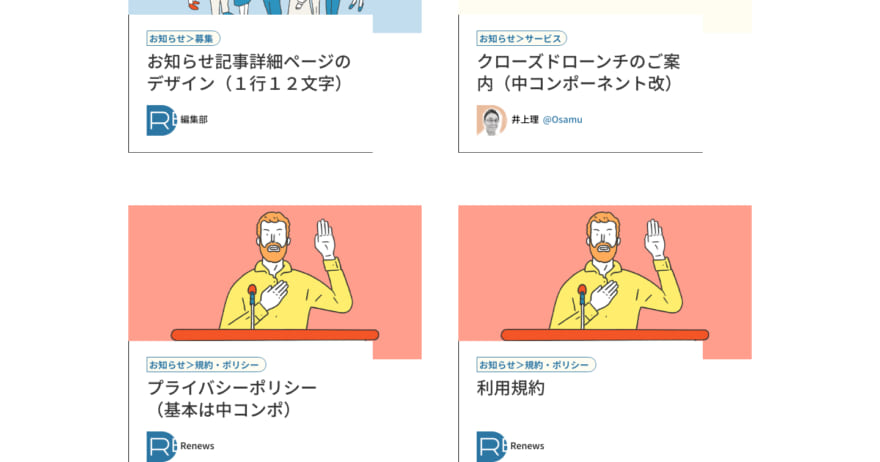 お知らせ＞募集
お知らせ記事詳細ページの
デザイン（１行１２文字）
編集部
お知らせ＞サービス
クローズドローンチのご案
内（中コンポーネント改）
井上理 @Osamu
お知らせ＞規約・ポリシー
プライバシーポリシー
（基本は中コンポ）
Renews
お知らせ＞規約・ポリシー
利用規約
Renews